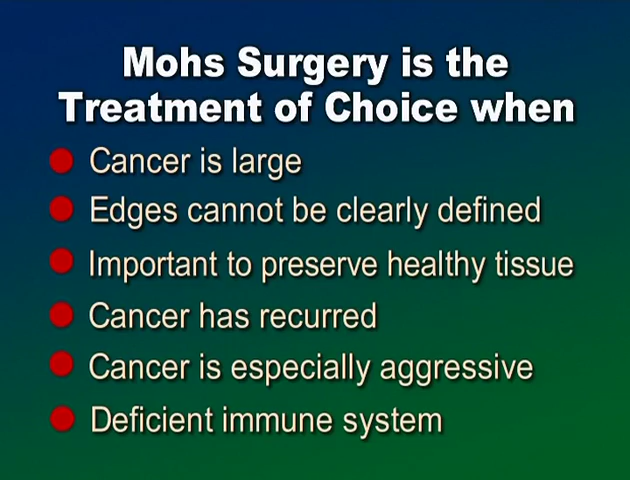 Mohs Surgery is the
Treatment of Choice when
Cancer is large
Edges cannot be clearly defined
Important to preserve healthy tissue
Cancer has recurred
Cancer is especially aggressive
Deficient immune system